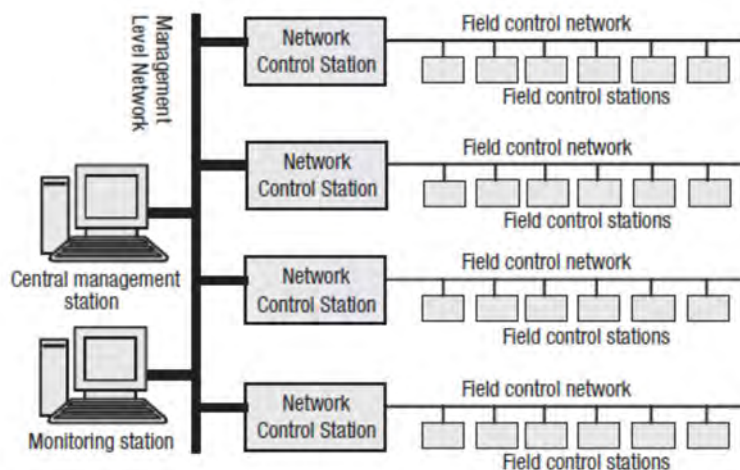 Management
Level Network
Network
Control Station
Field control network
Field control stations
Network
Control Station
Field control network
Field control stations
Central management
station
Network
Control Station
Field control network
Field control stations
Monitoring station
Network
Control Station
Field control network
Field control stations